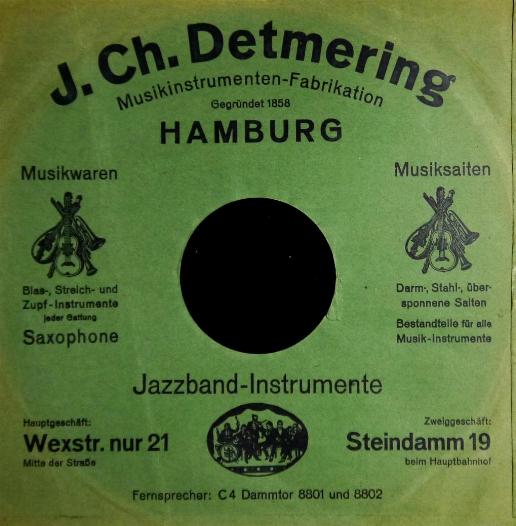 J. Ch. Detmering
Musikinstrumenten-Fabrikation
Gegründet 1858
HAMBURG
Musikwaren
Blas-, Streich- und
Zupf-Instrumente
jeder Gattung
Saxophone
Musiksaiten
Darm-, Stahl-, über-
sponnene Saiten
Bestandteile für alle
Musik-Instrumente
Jazzband-Instrumente
Hauptgeschäft:
Wexstr. nur 21
Mitte der Straße
Zweiggeschäft:
Steindamm 19
beim Hauptbahnhof
Fernsprecher: C 4 Dammtor 8801 und 8802